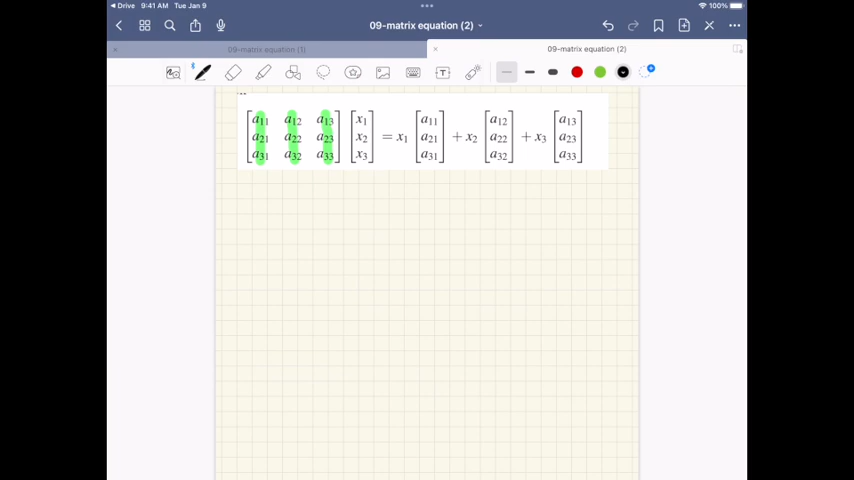 Drive 9:41 AM Tue Jan 9 100%
09-matrix equation (2)
09-matrix equation (1) 09-matrix equation (2)
[a11 a12 a13] [x1] [a11] [a12] [a13]
[a21 a22 a23] [x2] = x1 [a21] + x2 [a22] + x3 [a23]
[a31 a32 a33] [x3] [a31] [a32] [a33]